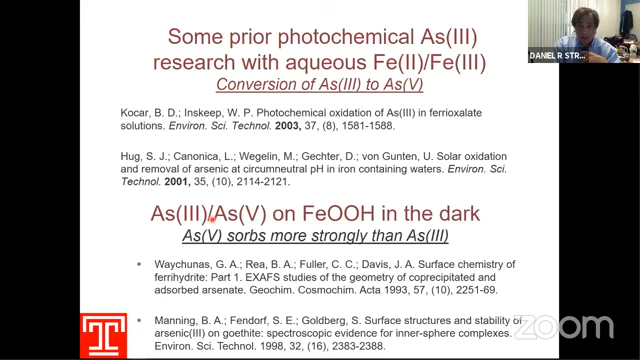 Some prior photochemical As(III)
research with aqueous Fe(II)/Fe(III)
Conversion of As(III) to As(V)
Kocar, B. D.; Inskeep, W. P. Photochemical oxidation of As(III) in ferrioxalate
solutions. Environ. Sci. Technol. 2003, 37, (8), 1581-1588.
Hug, S. J.; Canonica, L.; Wegelin, M.; Gechter, D.; von Gunten, U. Solar oxidation
and removal of arsenic at circumneutral pH in iron containing waters. Environ. Sci.
Technol. 2001, 35, (10), 2114-2121.
As(III)/As(V) on FeOOH in the dark
As(V) sorbs more strongly than As(III)
Waychunas, G. A.; Rea, B. A.; Fuller, C. C.; Davis, J. A. Surface chemistry of
ferrihydrite: Part 1. EXAFS studies of the geometry of coprecipitated and
adsorbed arsenate. Geochim. Cosmochim. Acta 1993, 57, (10), 2251-69.
Manning, B. A.; Fendorf, S. E.; Goldberg, S. Surface structures and stability of
arsenic(III) on goethite: spectroscopic evidence for inner-sphere complexes.
Environ. Sci. Technol. 1998, 32, (16), 2383-2388.
DANIEL R STR...
zoom